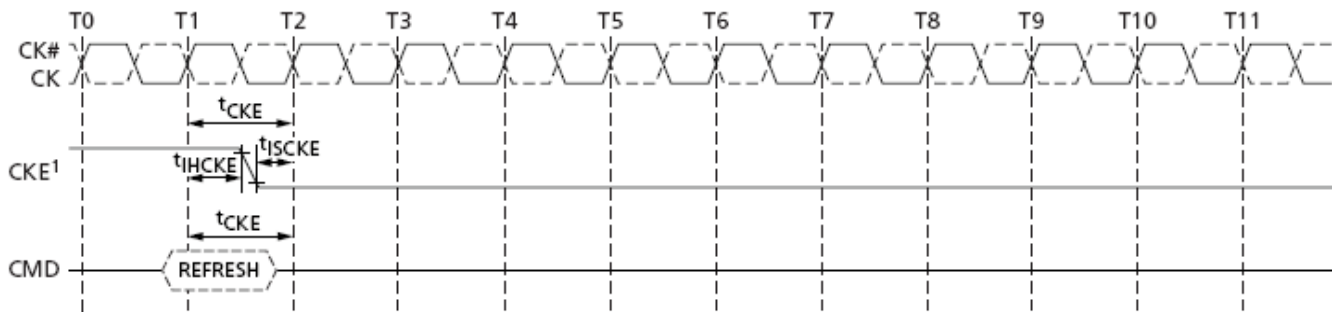 T0 T1 T2 T3 T4 T5 T6 T7 T8 T9 T10 T11
CK#
CK
tCKE
tISCKE
CKE1
tIHCKE
tCKE
CMD REFRESH